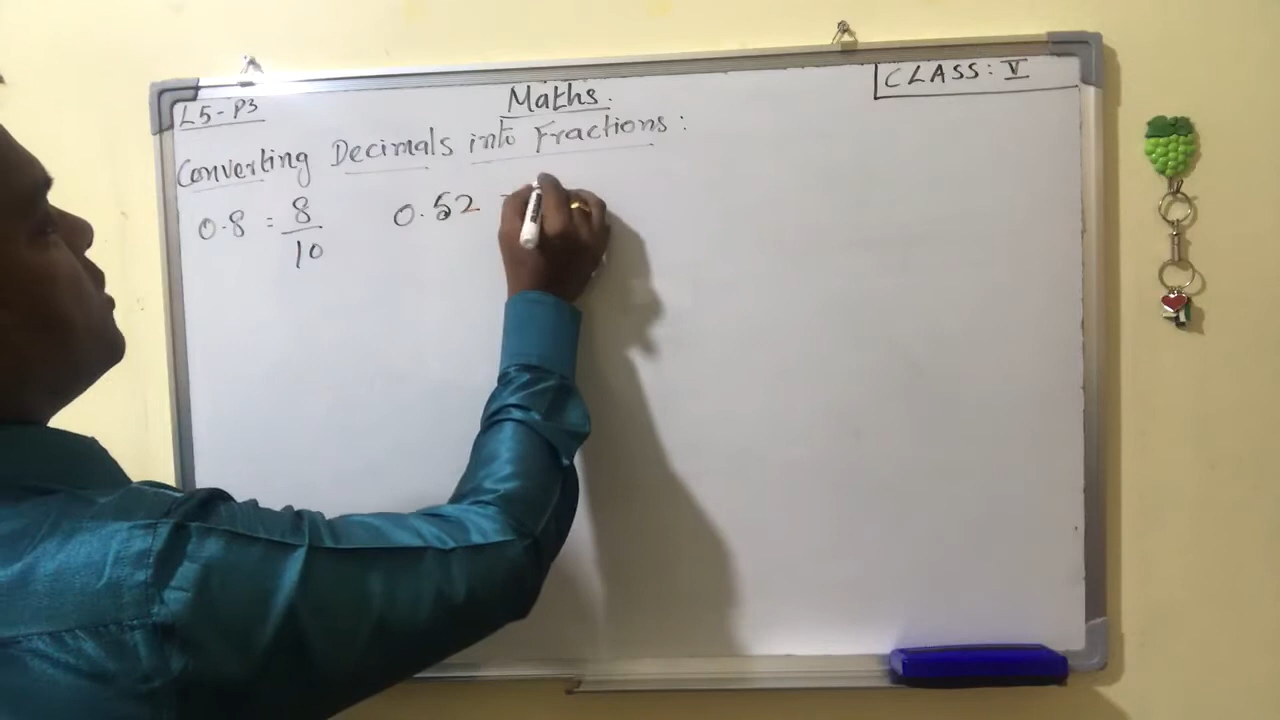 L5-P3
Maths.
CLASS: V
Converting Decimals into Fractions:
0.8 = 8/10
0.52